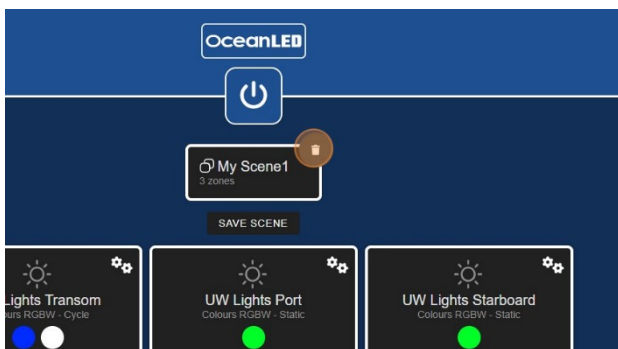 OceanLED
My Scene1
3 zones
SAVE SCENE
Lights Transom
Colours RGBW - Cycle
UW Lights Port
Colours RGBW - Static
UW Lights Starboard
Colours RGBW - Static